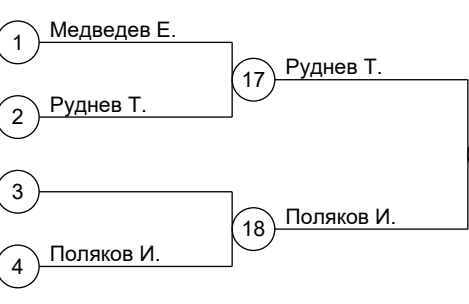 1 Медведев Е.
17 Руднев Т.
2 Руднев Т.
3
18 Поляков И.
4 Поляков И.